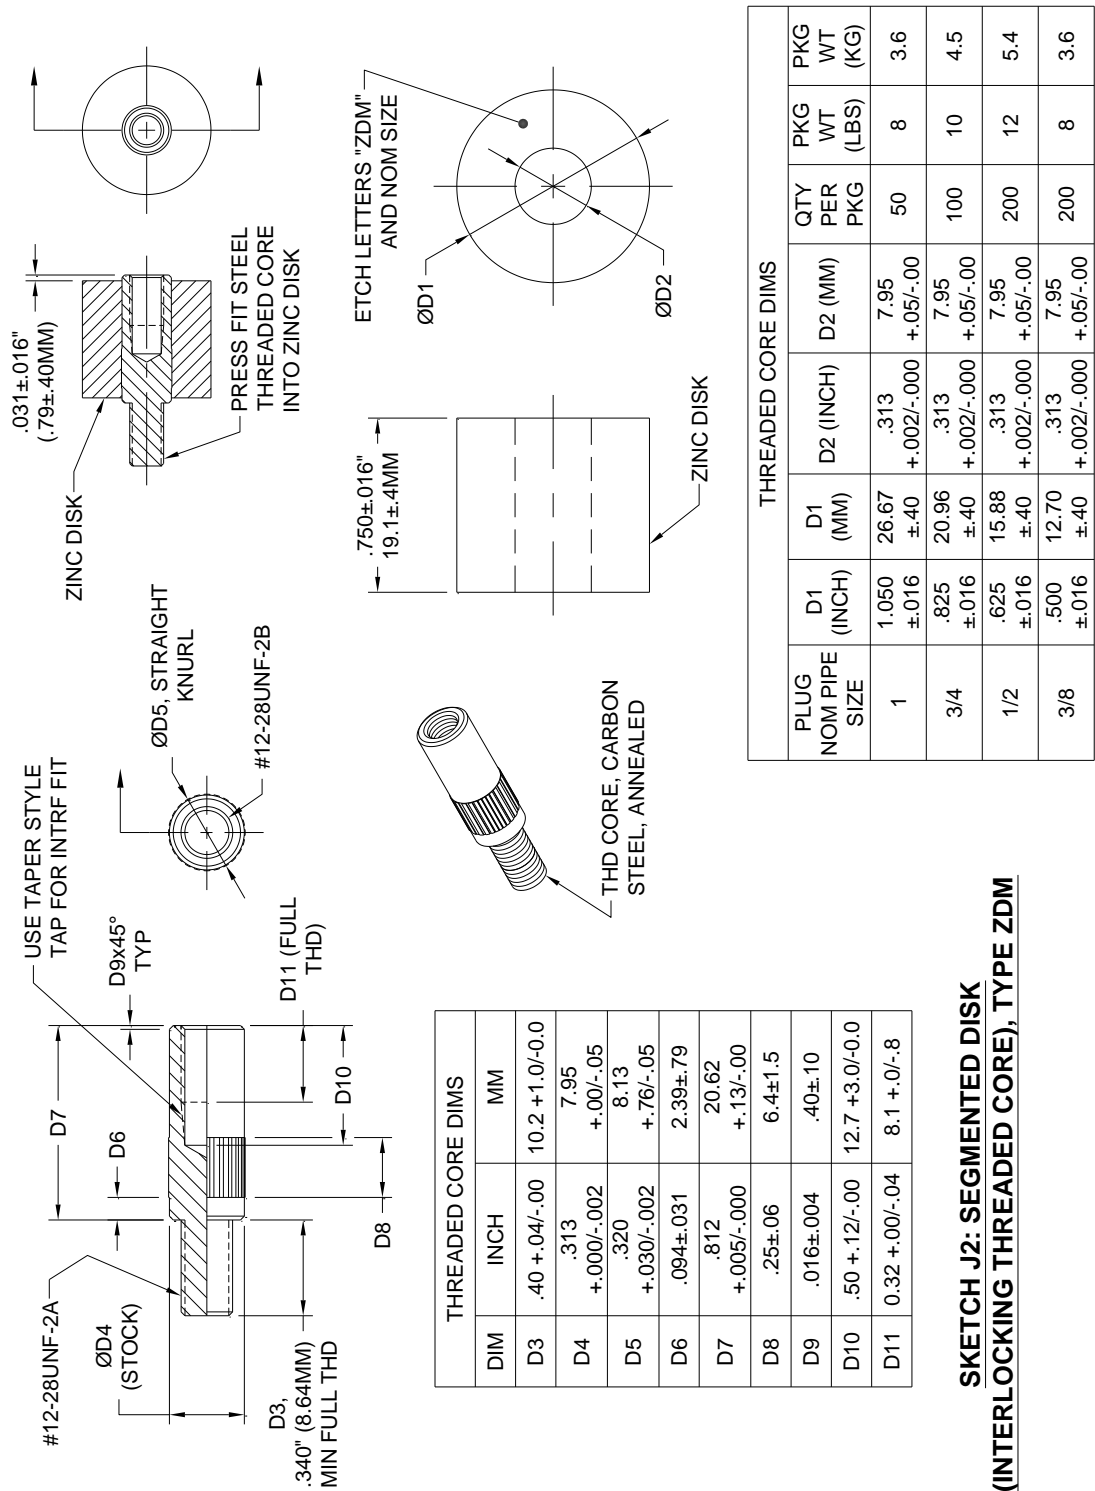 #12-28UNF-2A
ØD4
(STOCK)
D3,
.340" (8.64MM)
MIN FULL THD
D7
D6
D8
D10
D11 (FULL
THD)
D9x45°
TYP
USE TAPER STYLE
TAP FOR INTRF FIT
ØD5, STRAIGHT
KNURL
#12-28UNF-2B
ZINC DISK
.031±.016"
(.79±.40MM)
PRESS FIT STEEL
THREADED CORE
INTO ZINC DISK
THD CORE, CARBON
STEEL, ANNEALED
.750±.016"
19.1±.4MM
ZINC DISK
ETCH LETTERS "ZDM"
AND NOM SIZE
ØD1
ØD2
THREADED CORE DIMS
DIM INCH MM
D3 .40 +.04/-.00 10.2 +1.0/-0.0
D4 .313 +.000/-.002 7.95 +.00/-.05
D5 .320 +.030/-.002 8.13 +.76/-.05
D6 .094±.031 2.39±.79
D7 .812 +.005/-.000 20.62 +.13/-.00
D8 .25±.06 6.4±1.5
D9 .016±.004 .40±.10
D10 .50 +.12/-.00 12.7 +3.0/-0.0
D11 0.32 +.00/-.04 8.1 +.0/-.8
THREADED CORE DIMS
PLUG NOM PIPE SIZE D1 (INCH) D1 (MM) D2 (INCH) D2 (MM) QTY PER PKG PKG WT (LBS) PKG WT (KG)
1 1.050 ±.016 26.67 ±.40 .313 +.002/-.000 7.95 +.05/-.00 50 8 3.6
3/4 .825 ±.016 20.96 ±.40 .313 +.002/-.000 7.95 +.05/-.00 100 10 4.5
1/2 .625 ±.016 15.88 ±.40 .313 +.002/-.000 7.95 +.05/-.00 200 12 5.4
3/8 .500 ±.016 12.70 ±.40 .313 +.002/-.000 7.95 +.05/-.00 200 8 3.6
SKETCH J2: SEGMENTED DISK
(INTERLOCKING THREADED CORE), TYPE ZDM